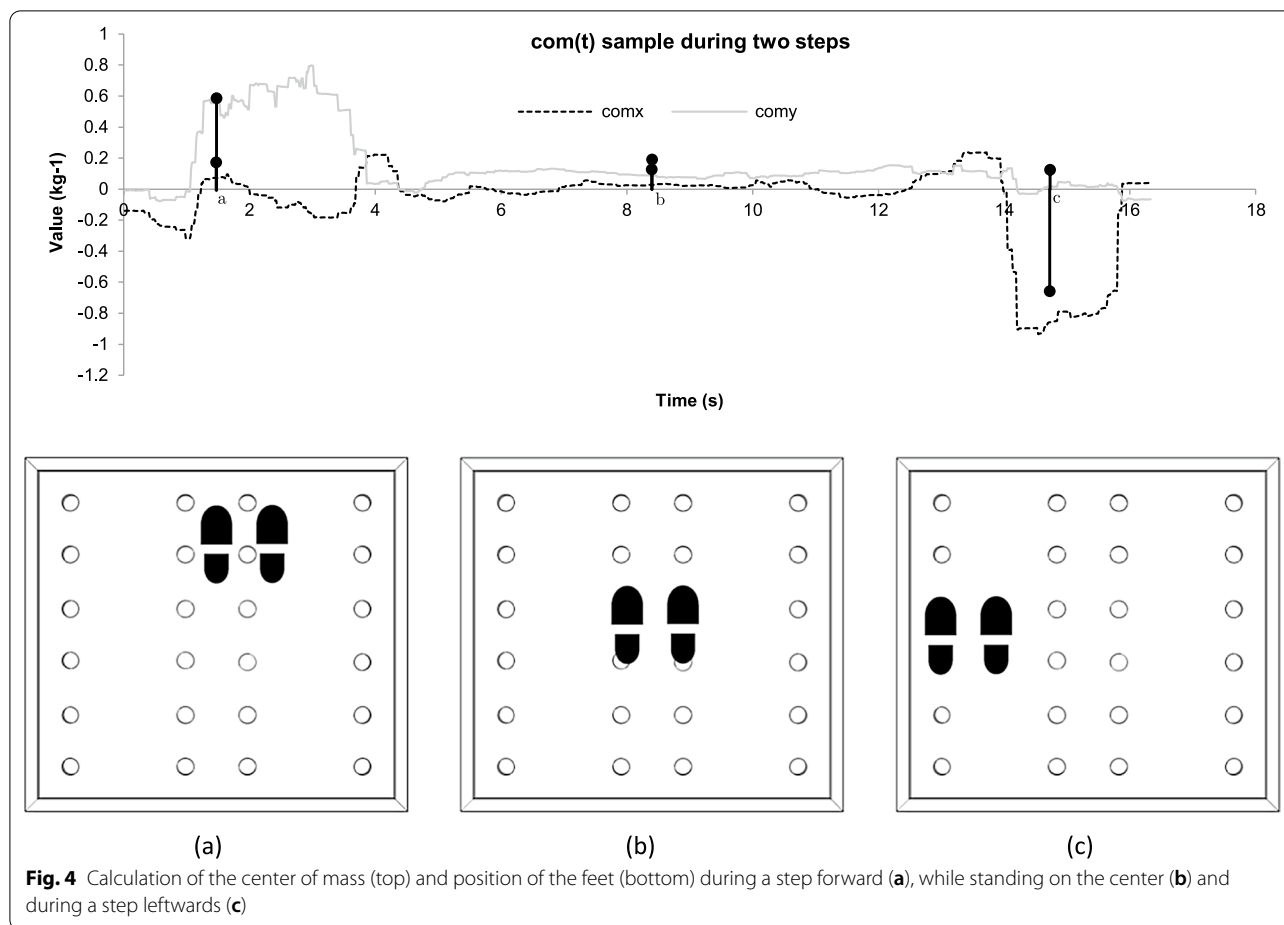 com(t) sample during two steps
comx comy
Value (kg-1)
1
0.8
0.6
0.4
0.2
0
-0.2
-0.4
-0.6
-0.8
-1
-1.2
0 2 4 6 8 10 12 14 16 18
a b c
Time (s)
(a) (b) (c)
Fig. 4 Calculation of the center of mass (top) and position of the feet (bottom) during a step forward (a), while standing on the center (b) and
during a step leftwards (c)